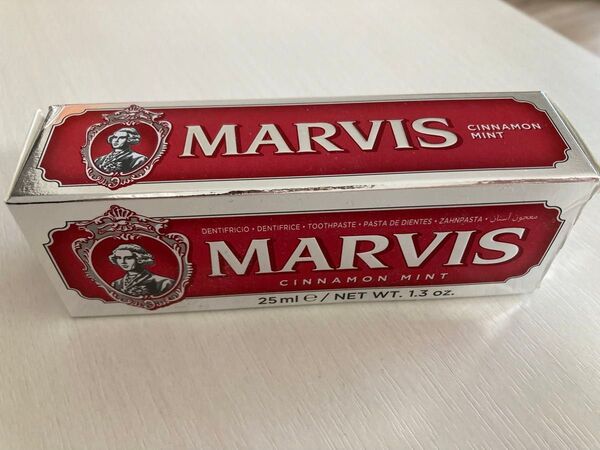 MARVIS
CINNAMON
MINT
DENTIFRICIO • DENTIFRICE • TOOTHPASTE • PASTA DE DIENTES • ZAHNPASTA • معجون أسنان
MARVIS
CINNAMON MINT
25ml e / NET WT. 1.3 oz.